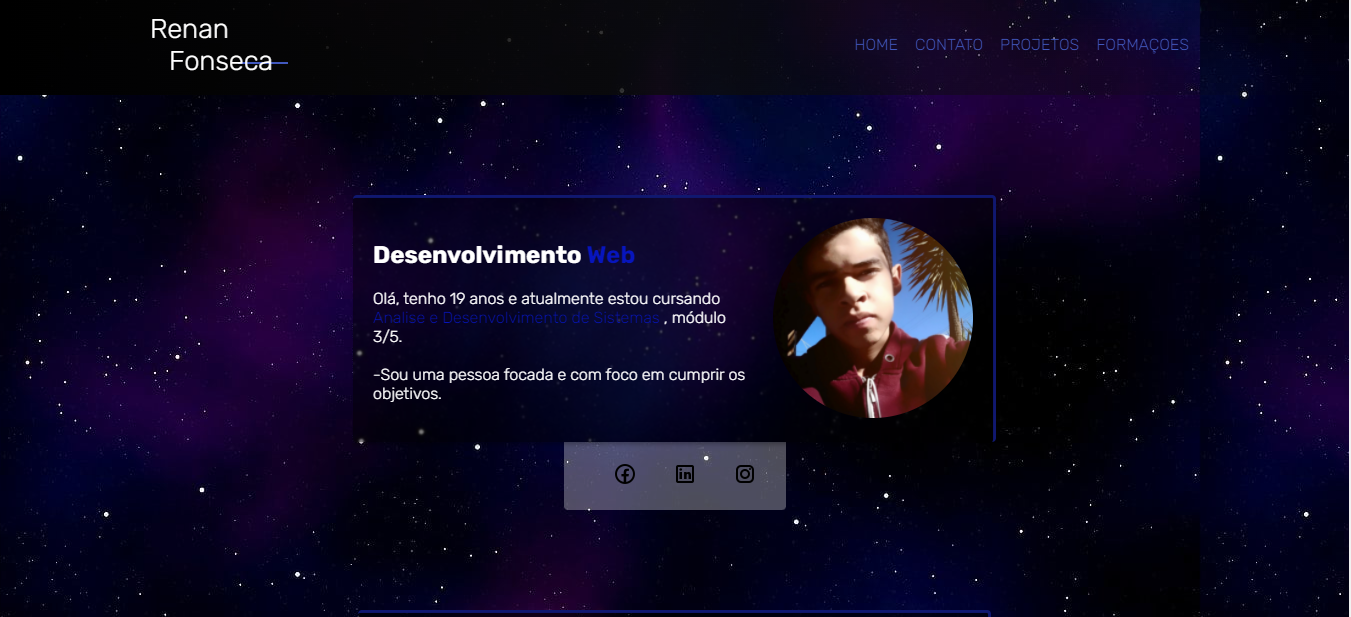 Renan
Fonseca
HOME CONTATO PROJETOS FORMAÇOES
Desenvolvimento Web
Olá, tenho 19 anos e atualmente estou cursando
Analise e Desenvolvimento de Sistemas , módulo
3/5.
-Sou uma pessoa focada e com foco em cumprir os
objetivos.